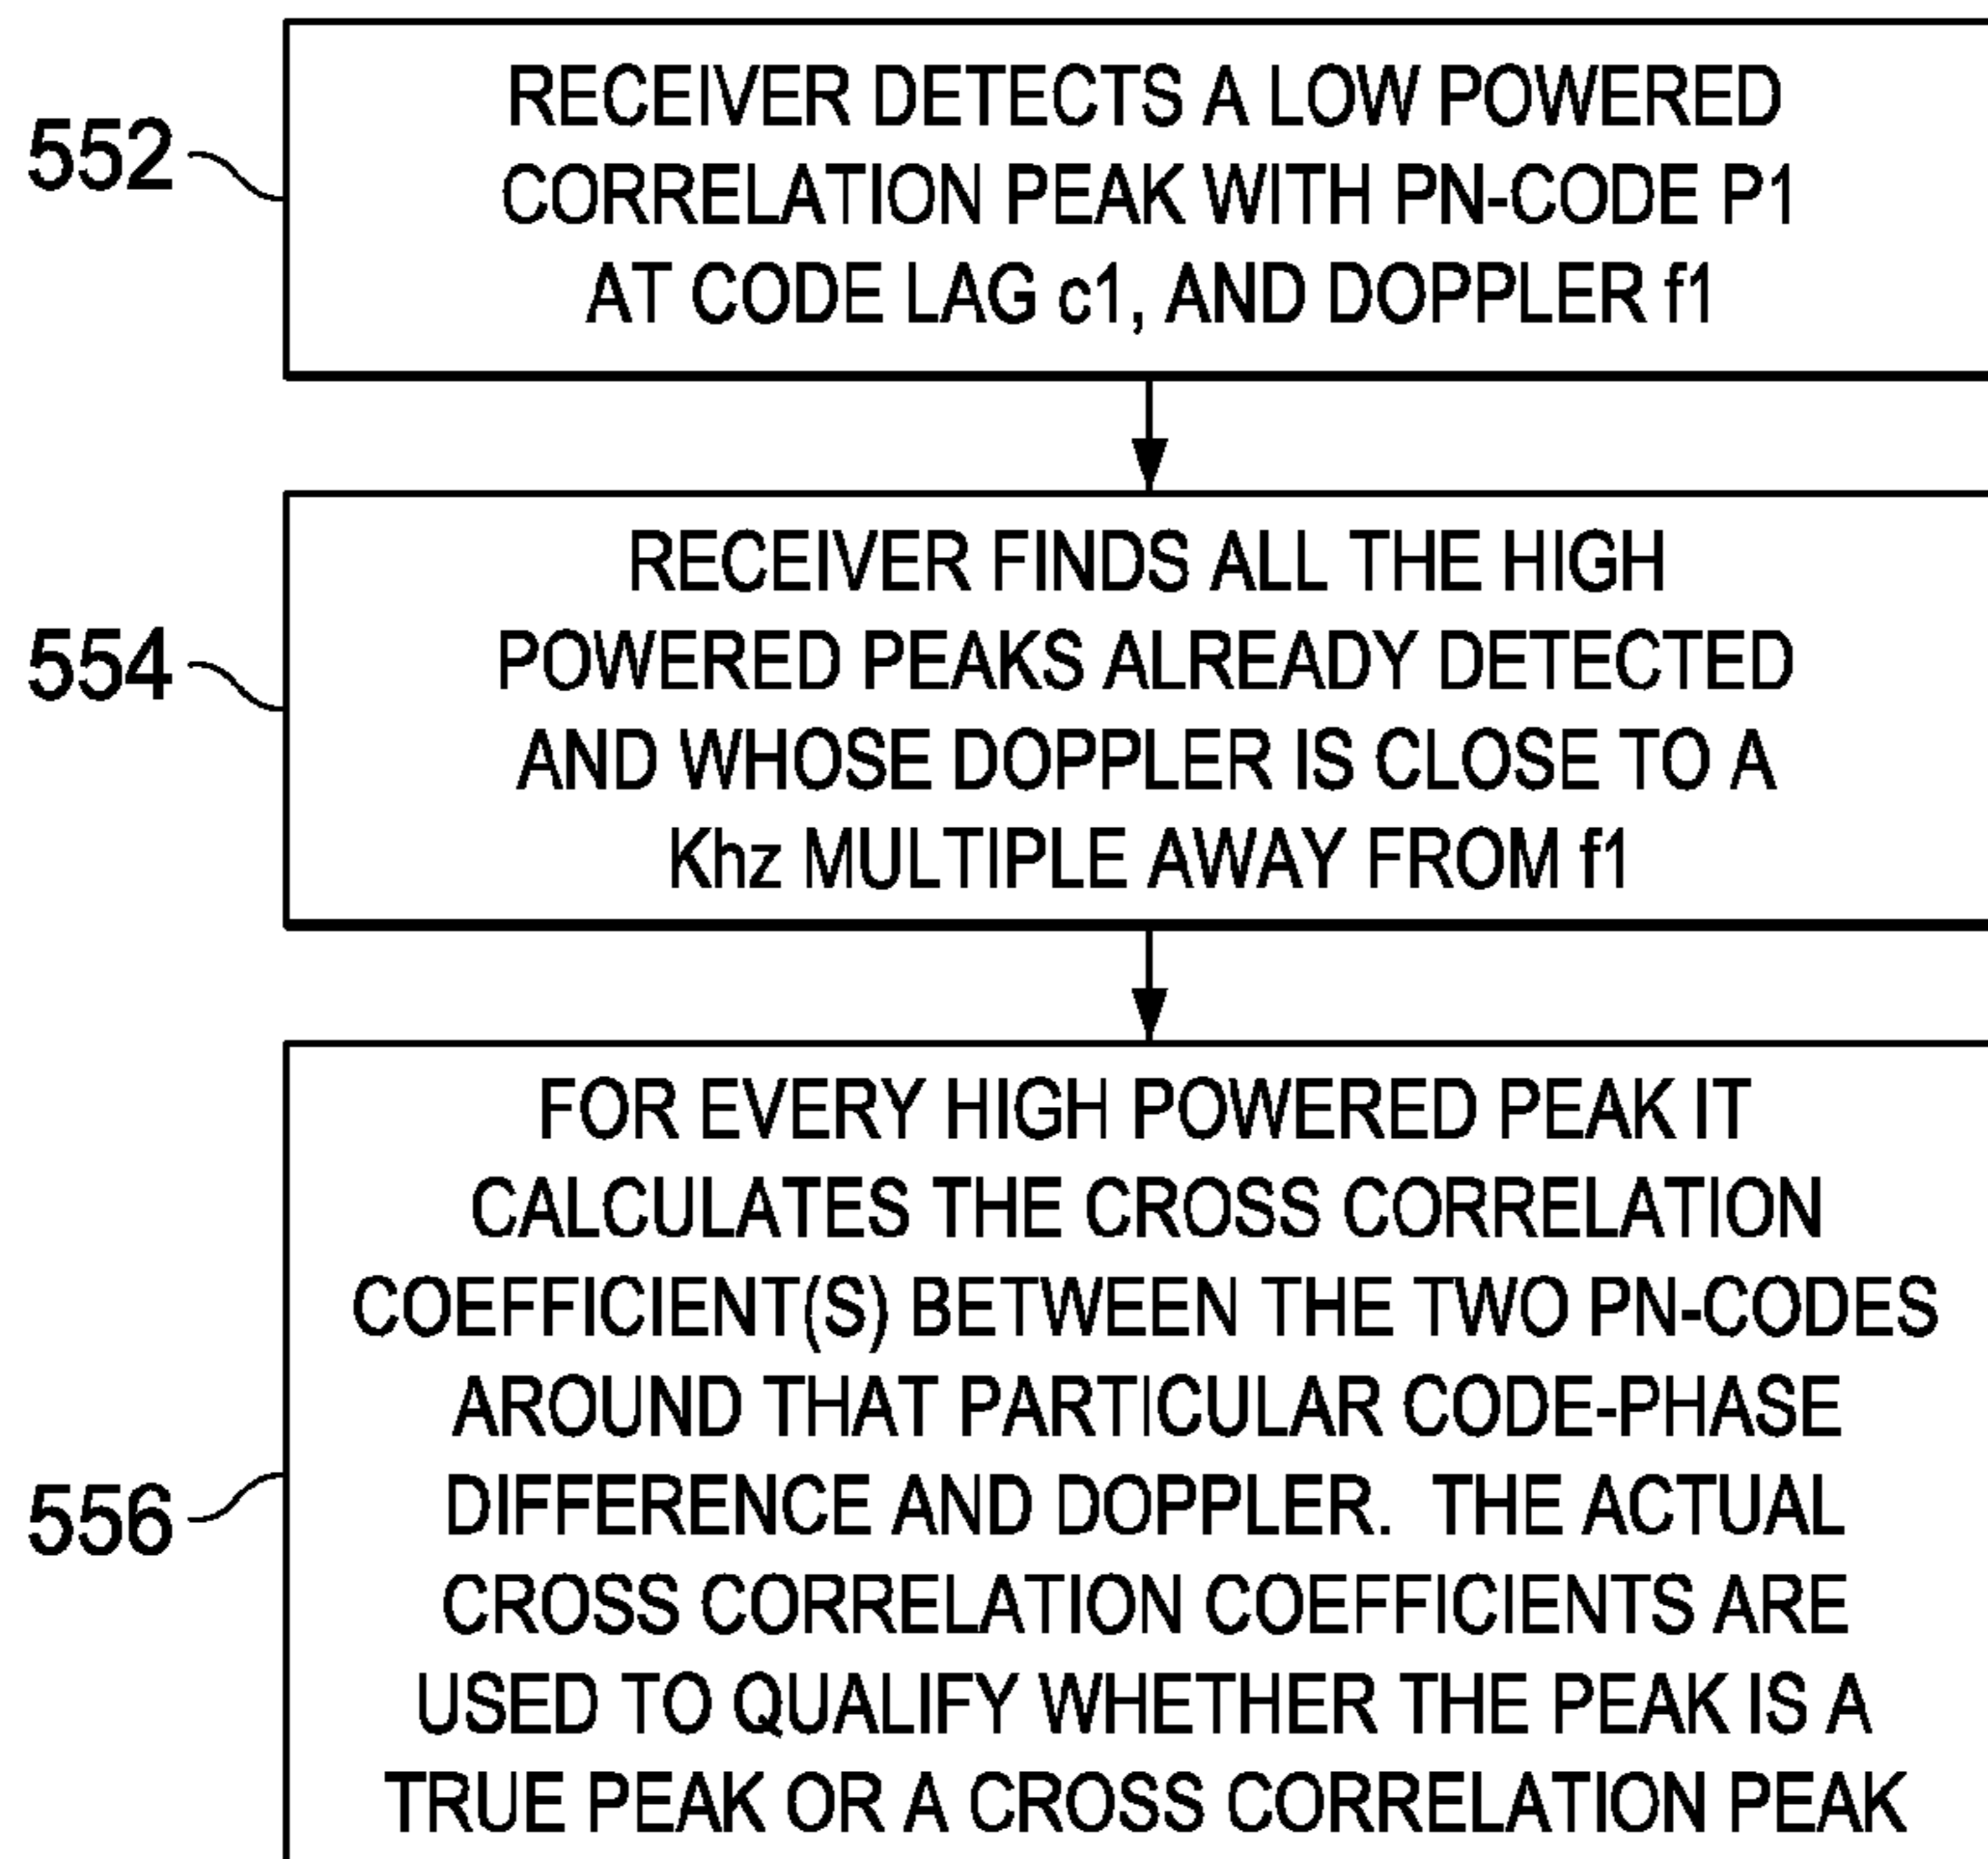 552
RECEIVER DETECTS A LOW POWERED
CORRELATION PEAK WITH PN-CODE P1
AT CODE LAG c1, AND DOPPLER f1
554
RECEIVER FINDS ALL THE HIGH
POWERED PEAKS ALREADY DETECTED
AND WHOSE DOPPLER IS CLOSE TO A
Khz MULTIPLE AWAY FROM f1
556
FOR EVERY HIGH POWERED PEAK IT
CALCULATES THE CROSS CORRELATION
COEFFICIENT(S) BETWEEN THE TWO PN-CODES
AROUND THAT PARTICULAR CODE-PHASE
DIFFERENCE AND DOPPLER. THE ACTUAL
CROSS CORRELATION COEFFICIENTS ARE
USED TO QUALIFY WHETHER THE PEAK IS A
TRUE PEAK OR A CROSS CORRELATION PEAK